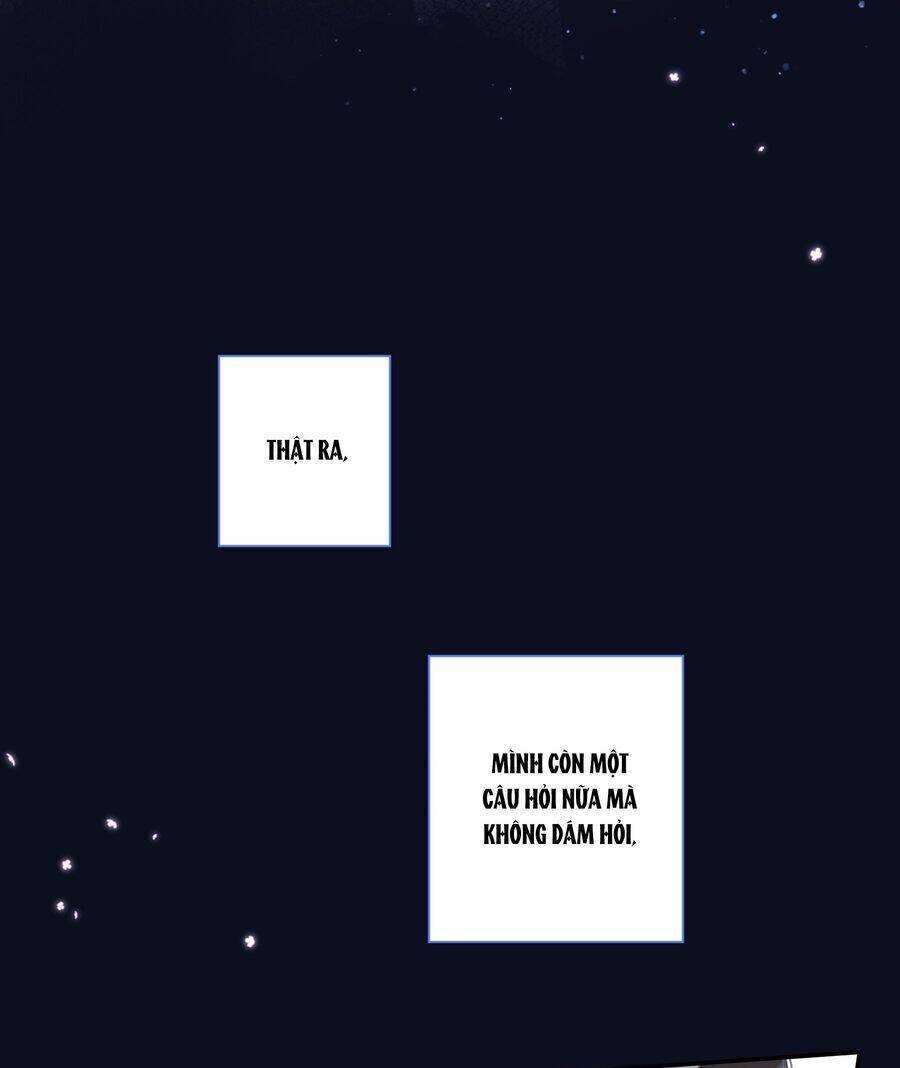 THẬT RA,
MÌNH CÒN MỘT
CÂU HỎI NỮA MÀ
KHÔNG DÁM HỎI,